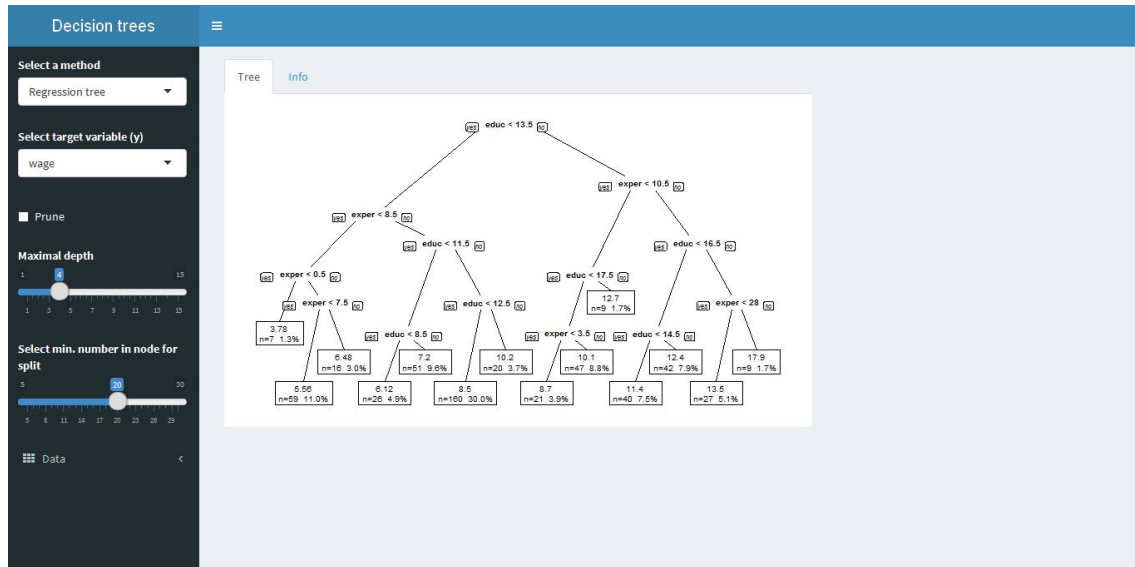 Decision trees
Select a method
Regression tree
Select target variable (y)
wage
Prune
Maximal depth
1 4 15
1 3 5 7 9 11 13 15
Select min. number in node for
split
5 20 30
5 8 11 14 17 20 23 26 29
Data
Tree Info
yes educ < 13.5 no
yes exper < 10.5 no
yes exper < 8.5 no
yes educ < 11.5 no
yes educ < 16.5 no
yes exper < 0.5 no
yes educ < 17.5 no
yes exper < 7.5 no
yes educ < 12.5 no
12.7
n=9 1.7%
yes exper < 28 no
3.78
n=7 1.3%
yes educ < 8.5 no
yes exper < 3.5 no
yes educ < 14.5 no
6.48
n=16 3.0%
7.2
n=51 9.6%
10.2
n=20 3.7%
10.1
n=47 8.8%
12.4
n=42 7.9%
17.9
n=9 1.7%
5.56
n=59 11.0%
6.12
n=26 4.9%
8.5
n=160 30.0%
8.7
n=21 3.9%
11.4
n=40 7.5%
13.5
n=27 5.1%